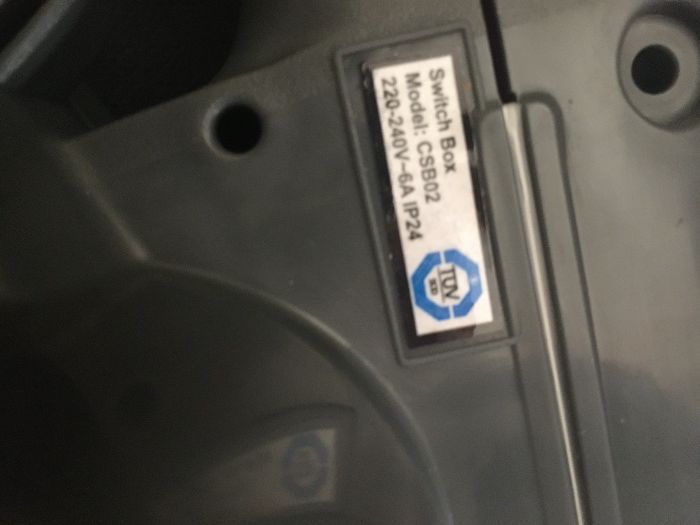 Switch Box
Model: CSB02
220-240V~6A IP24
TÜV